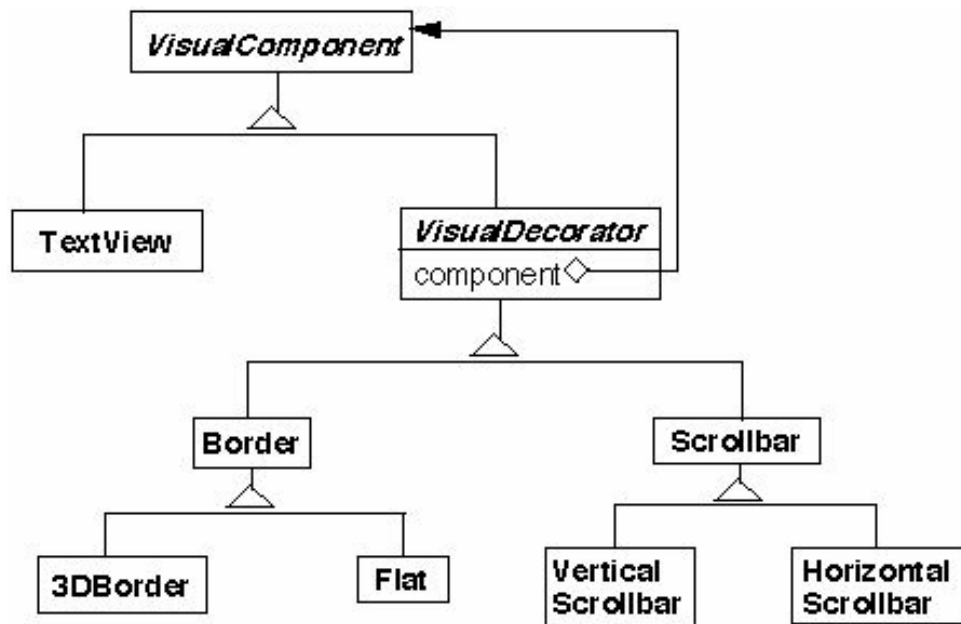 VisualComponent
TextView
VisualDecorator
component
Border
Scrollbar
3DBorder
Flat
Vertical
Scrollbar
Horizontal
Scrollbar